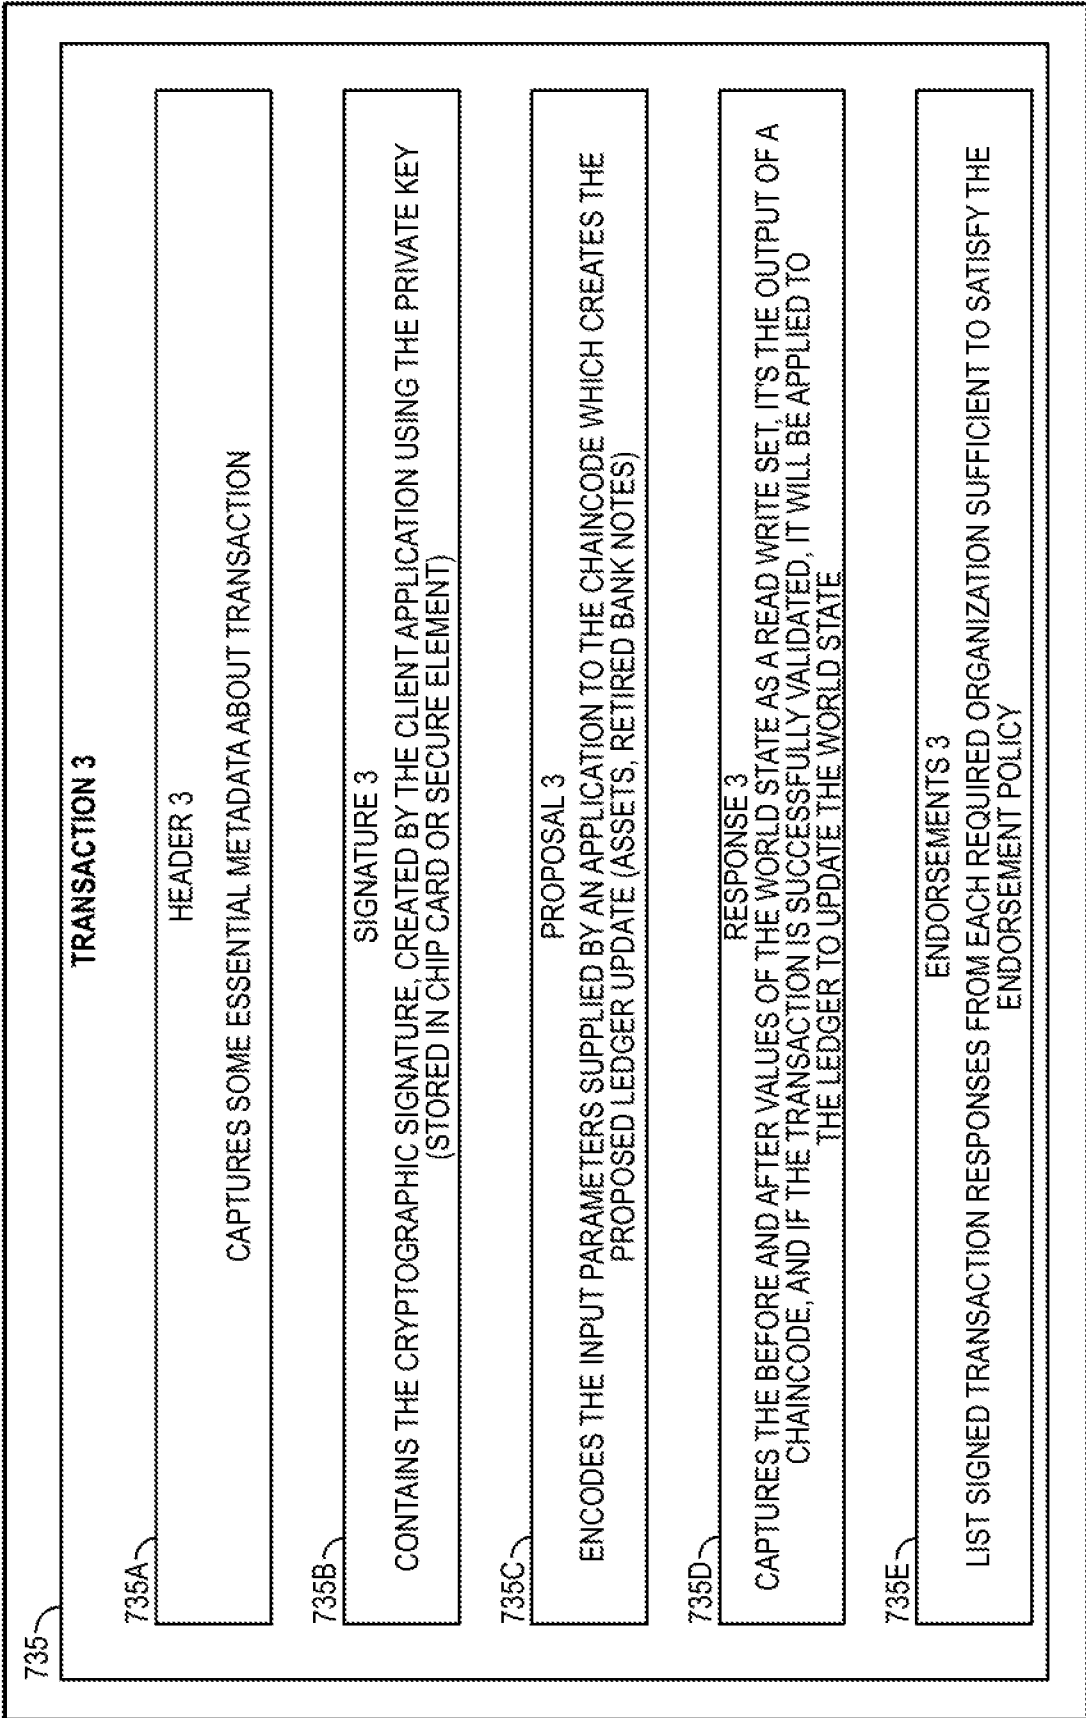 735
TRANSACTION 3
735A
HEADER 3
CAPTURES SOME ESSENTIAL METADATA ABOUT TRANSACTION
735B
SIGNATURE 3
CONTAINS THE CRYPTOGRAPHIC SIGNATURE, CREATED BY THE CLIENT APPLICATION USING THE PRIVATE KEY
(STORED IN CHIP CARD OR SECURE ELEMENT)
735C
PROPOSAL 3
ENCODES THE INPUT PARAMETERS SUPPLIED BY AN APPLICATION TO THE CHAINCODE WHICH CREATES THE
PROPOSED LEDGER UPDATE (ASSETS, RETIRED BANK NOTES)
735D
RESPONSE 3
CAPTURES THE BEFORE AND AFTER VALUES OF THE WORLD STATE AS A READ WRITE SET, IT'S THE OUTPUT OF A
CHAINCODE, AND IF THE TRANSACTION IS SUCCESSFULLY VALIDATED, IT WILL BE APPLIED TO
THE LEDGER TO UPDATE THE WORLD STATE
735E
ENDORSEMENTS 3
LIST SIGNED TRANSACTION RESPONSES FROM EACH REQUIRED ORGANIZATION SUFFICIENT TO SATISFY THE
ENDORSEMENT POLICY